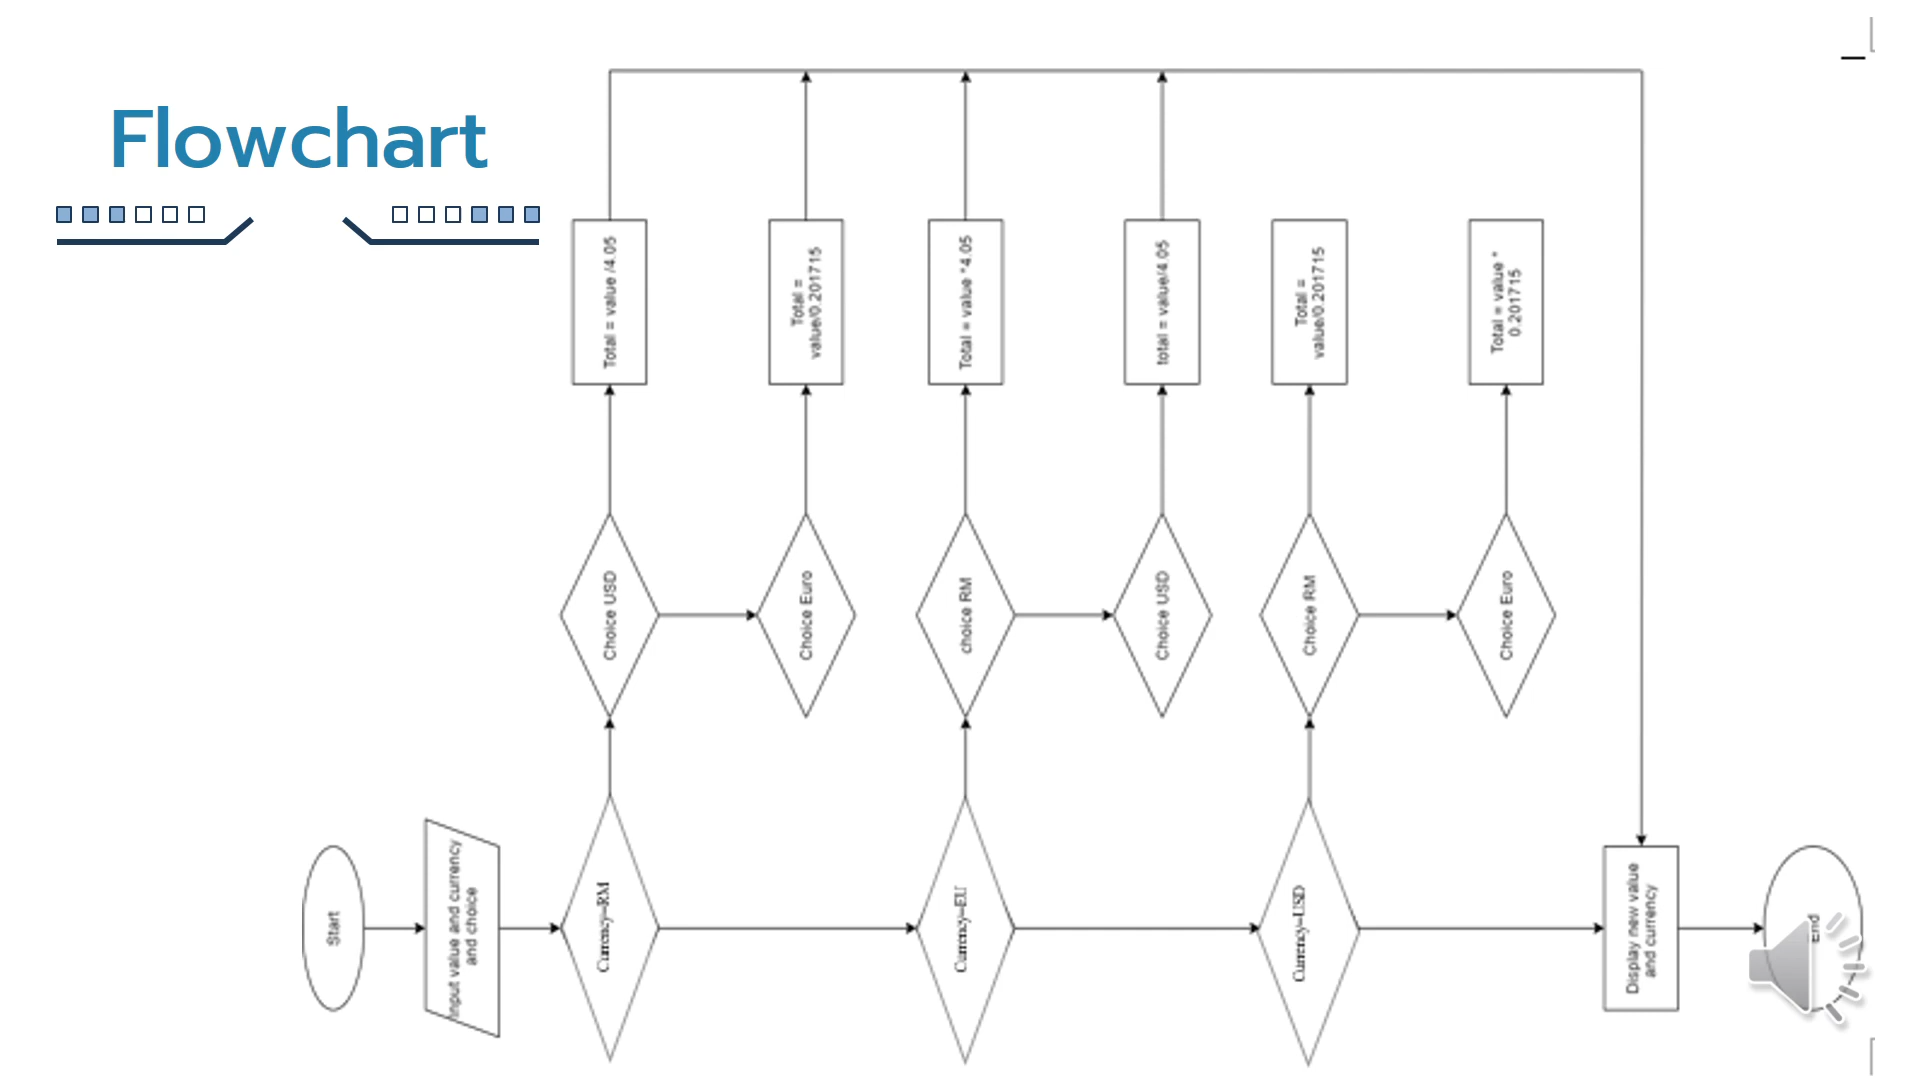 Flowchart
Total = value /4.05
Total =
value/0.201715
Total = value *4.05
total = value/4.05
Total =
value/0.201715
Total = value *
0.201715
Choice USD
Choice Euro
choice RM
Choice USD
Choice RM
Choice Euro
Start
Input value and currency
and choice
Currency=RM
Currency=EU
Currency=USD
Display new value
and currency
End